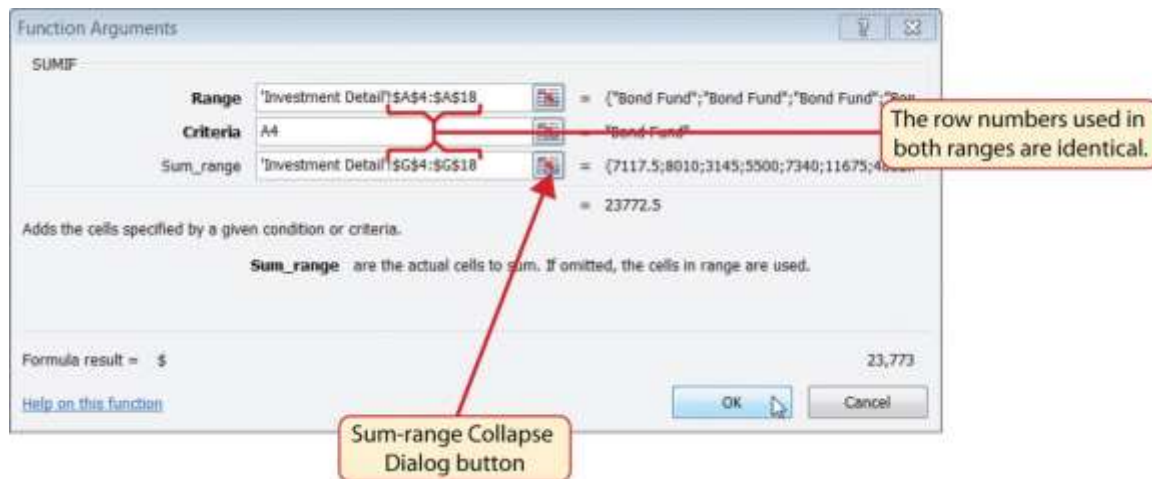 Function Arguments
SUMIF
Range 'Investment Detail'!$A$4:$A$18 = {"Bond Fund";"Bond Fund";"Bond Fund";"Bon
Criteria A4 = "Bond Fund"
Sum_range 'Investment Detail'!$G$4:$G$18 = {7117.5;8010;3145;5500;7340;11675;
The row numbers used in
both ranges are identical.
= 23772.5
Adds the cells specified by a given condition or criteria.
Sum_range are the actual cells to sum. If omitted, the cells in range are used.
Formula result = $ 23,773
Help on this function
OK
Cancel
Sum-range Collapse
Dialog button